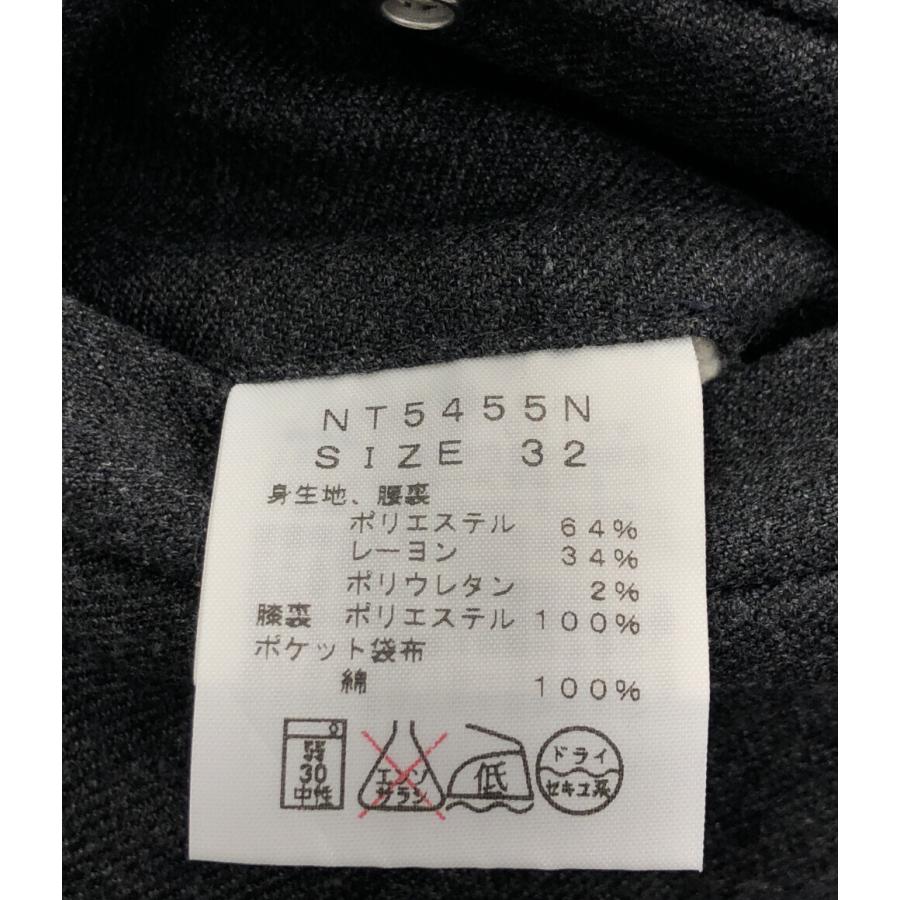 NT5455N
SIZE 32
身生地、腰裏
ポリエステル 64%
レーヨン 34%
ポリウレタン 2%
膝裏 ポリエステル 100%
ポケット袋布
綿 100%
弱
30
中性
エンソ
サラシ
低
ドライ
セキユ系